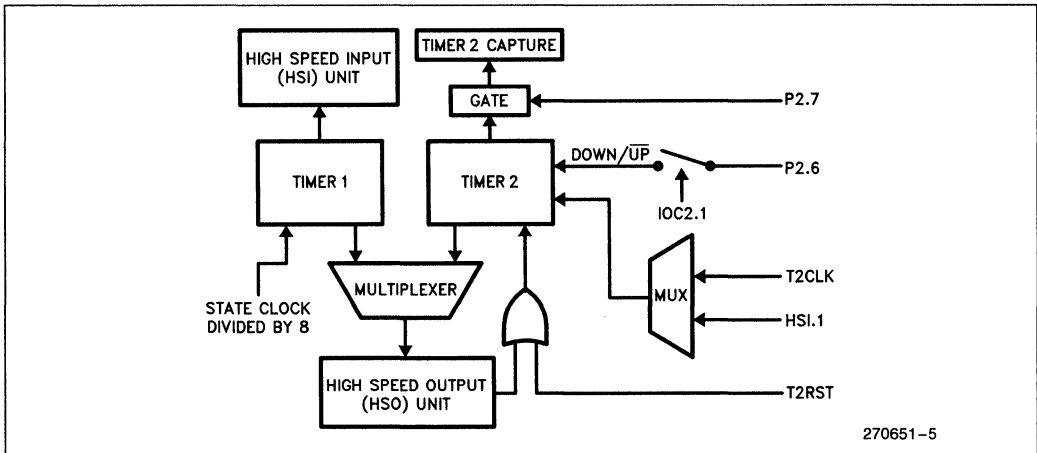 HIGH SPEED INPUT
(HSI) UNIT
TIMER 2 CAPTURE
GATE
P2.7
TIMER 1
TIMER 2
DOWN/U̅P̅
P2.6
IOC2.1
STATE CLOCK
DIVIDED BY 8
MULTIPLEXER
MUX
T2CLK
HSI.1
HIGH SPEED OUTPUT
(HSO) UNIT
T2RST
270651-5